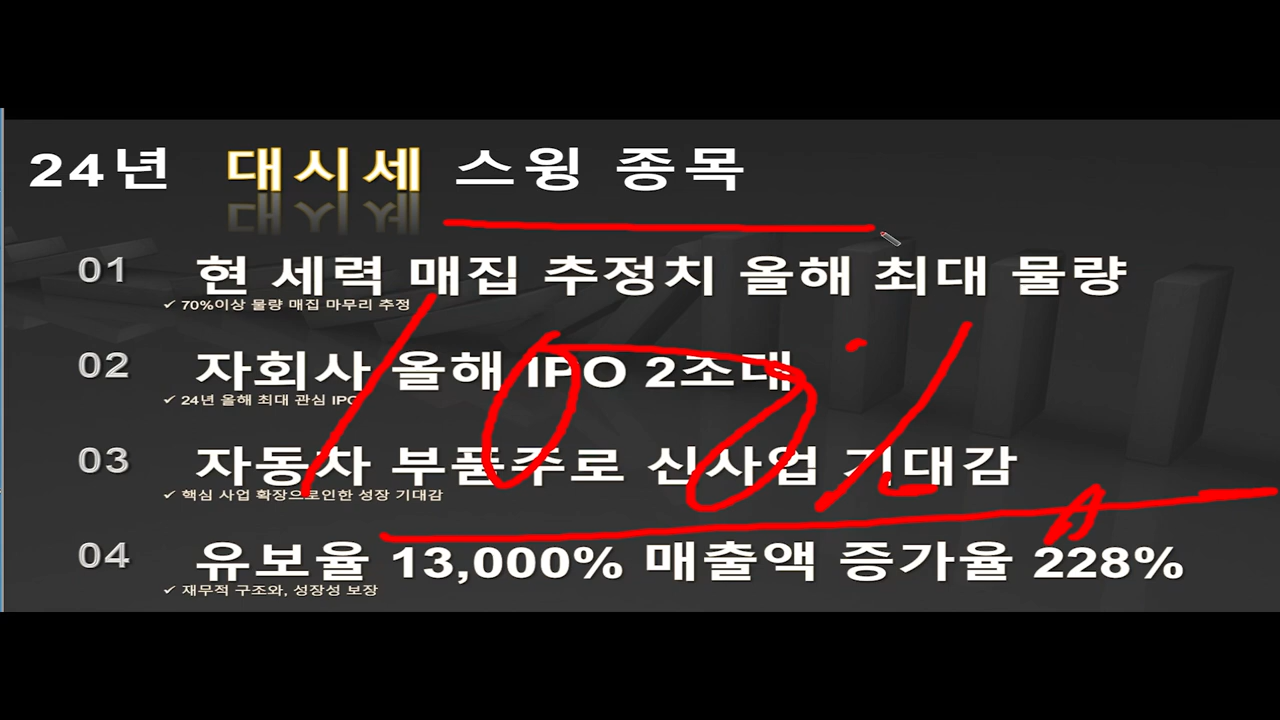 24년 대시세 스윙 종목
01 현 세력 매집 추정치 올해 최대 물량
✓ 70%이상 물량 매집 마무리 추정
02 자회사 올해 IPO 2조대
✓ 24년 올해 최대 관심 IPO
100%
03 자동차 부품주로 신사업 기대감
✓ 핵심 사업 확장으로인한 성장 기대감
04 유보율 13,000% 매출액 증가율 228%
✓ 재무적 구조와, 성장성 보장